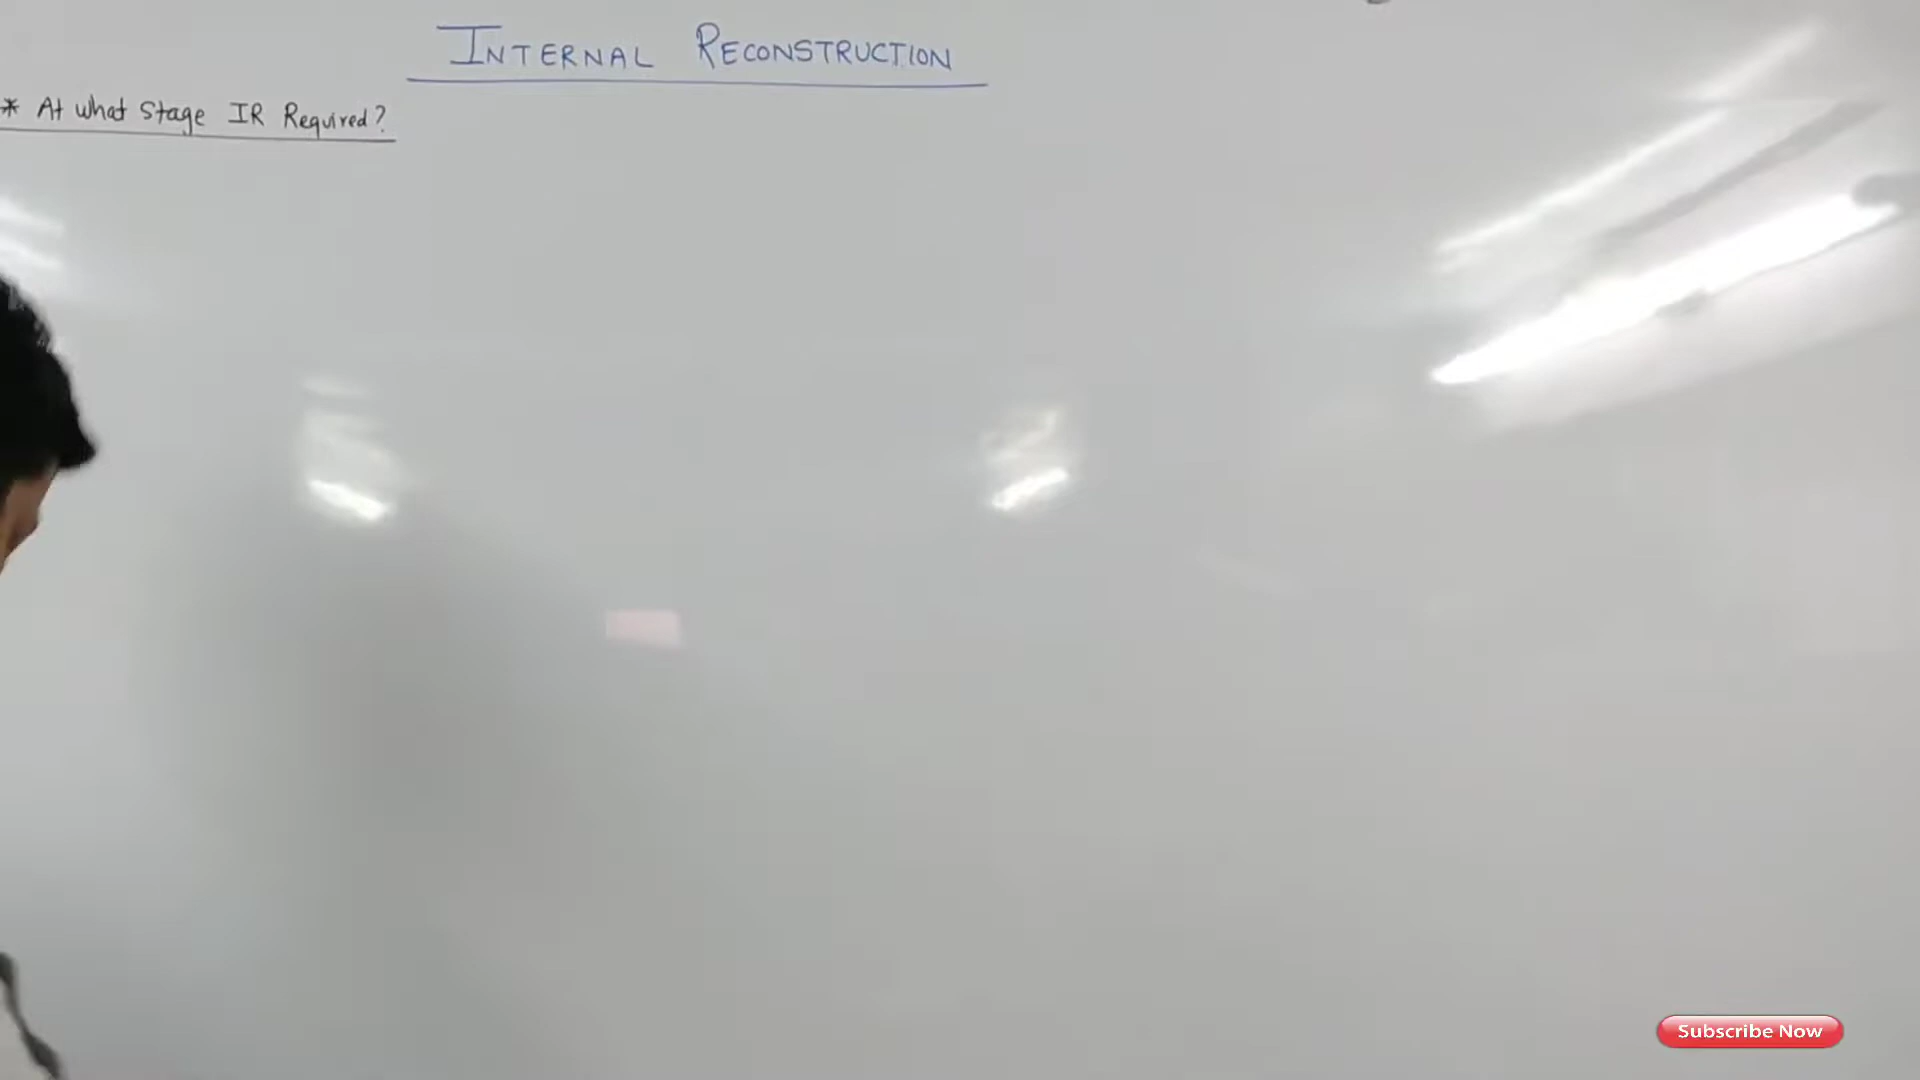 INTERNAL RECONSTRUCTION
* At what stage IR Required?
Subscribe Now